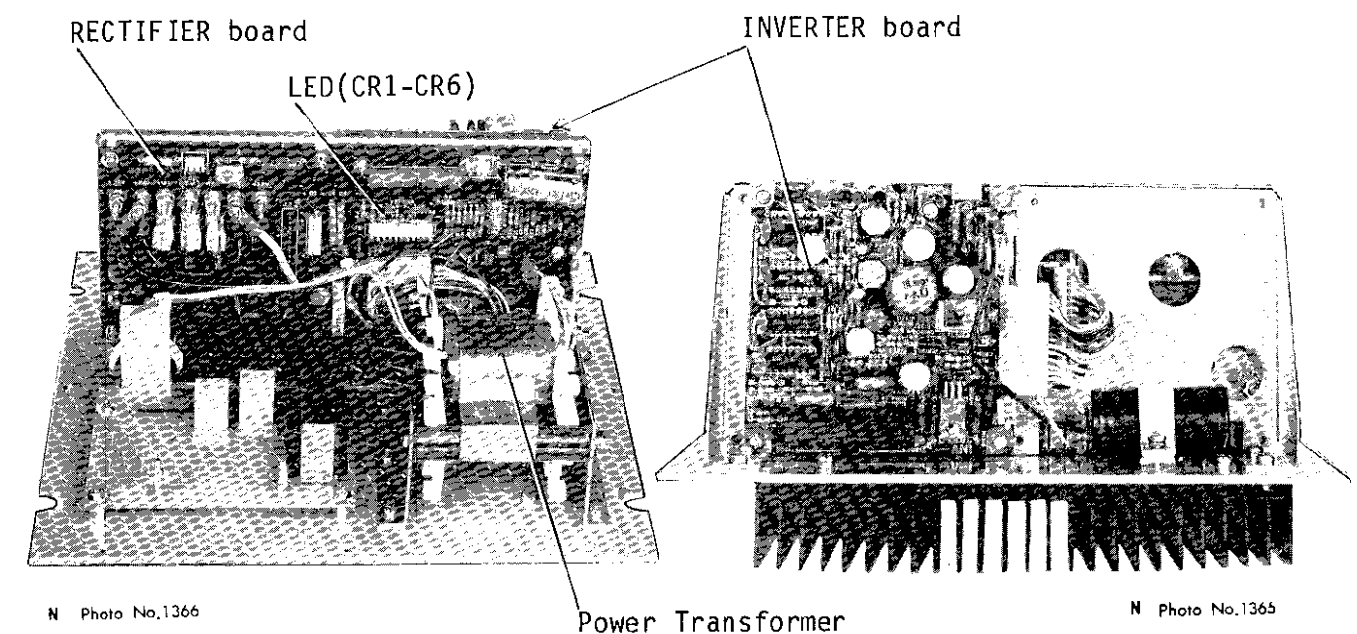 RECTIFIER board
INVERTER board
LED(CR1-CR6)
N Photo No.1366
N Photo No.1365
Power Transformer